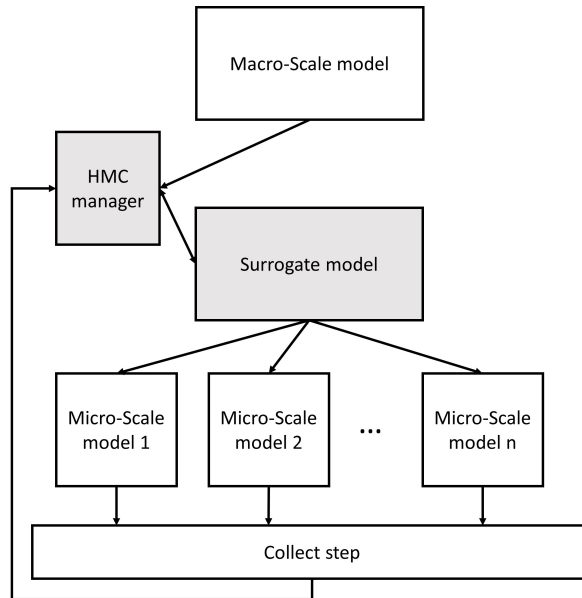 Macro-Scale model
HMC
manager
Surrogate model
Micro-Scale
model 1
Micro-Scale
model 2
...
Micro-Scale
model n
Collect step